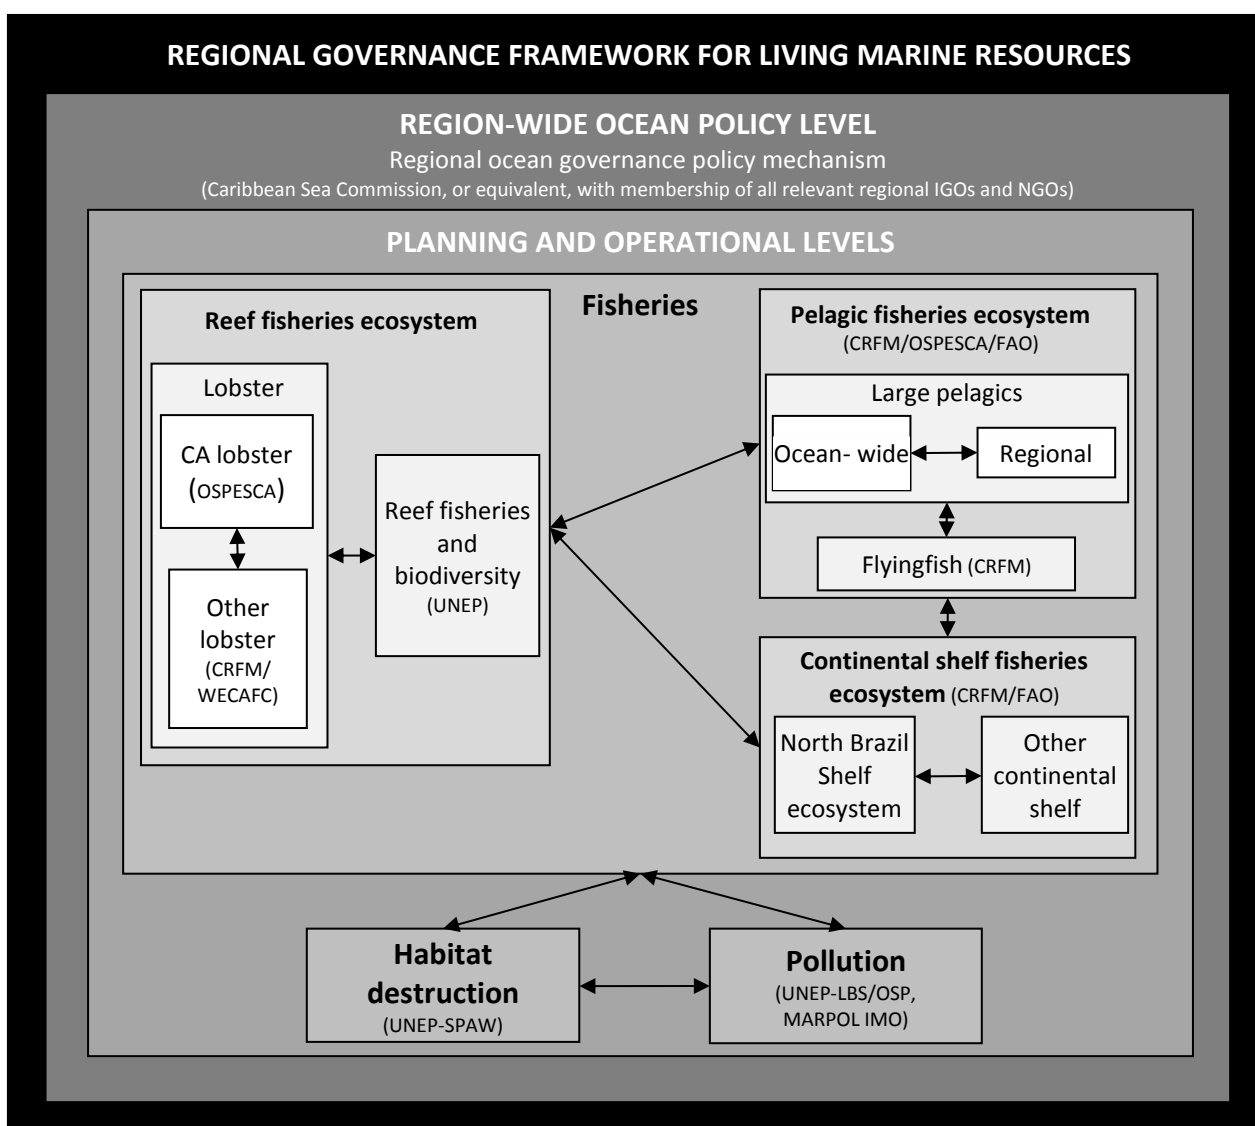 REGIONAL GOVERNANCE FRAMEWORK FOR LIVING MARINE RESOURCES
REGION-WIDE OCEAN POLICY LEVEL
Regional ocean governance policy mechanism
(Caribbean Sea Commission, or equivalent, with membership of all relevant regional IGOs and NGOs)
PLANNING AND OPERATIONAL LEVELS
Fisheries
Reef fisheries ecosystem
Lobster
CA lobster
(OSPESCA)
Other
lobster
(CRFM/
WECAFC)
Reef fisheries
and
biodiversity
(UNEP)
Pelagic fisheries ecosystem
(CRFM/OSPESCA/FAO)
Large pelagics
Ocean- wide
Regional
Flyingfish (CRFM)
Continental shelf fisheries
ecosystem (CRFM/FAO)
North Brazil
Shelf
ecosystem
Other
continental
shelf
Habitat
destruction
(UNEP-SPAW)
Pollution
(UNEP-LBS/OSP,
MARPOL IMO)